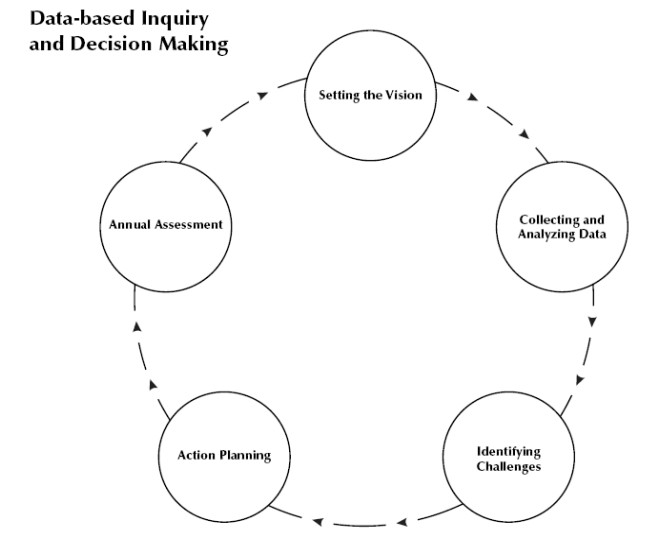 Data-based Inquiry
and Decision Making
Setting the Vision
Collecting and
Analyzing Data
Identifying
Challenges
Action Planning
Annual Assessment